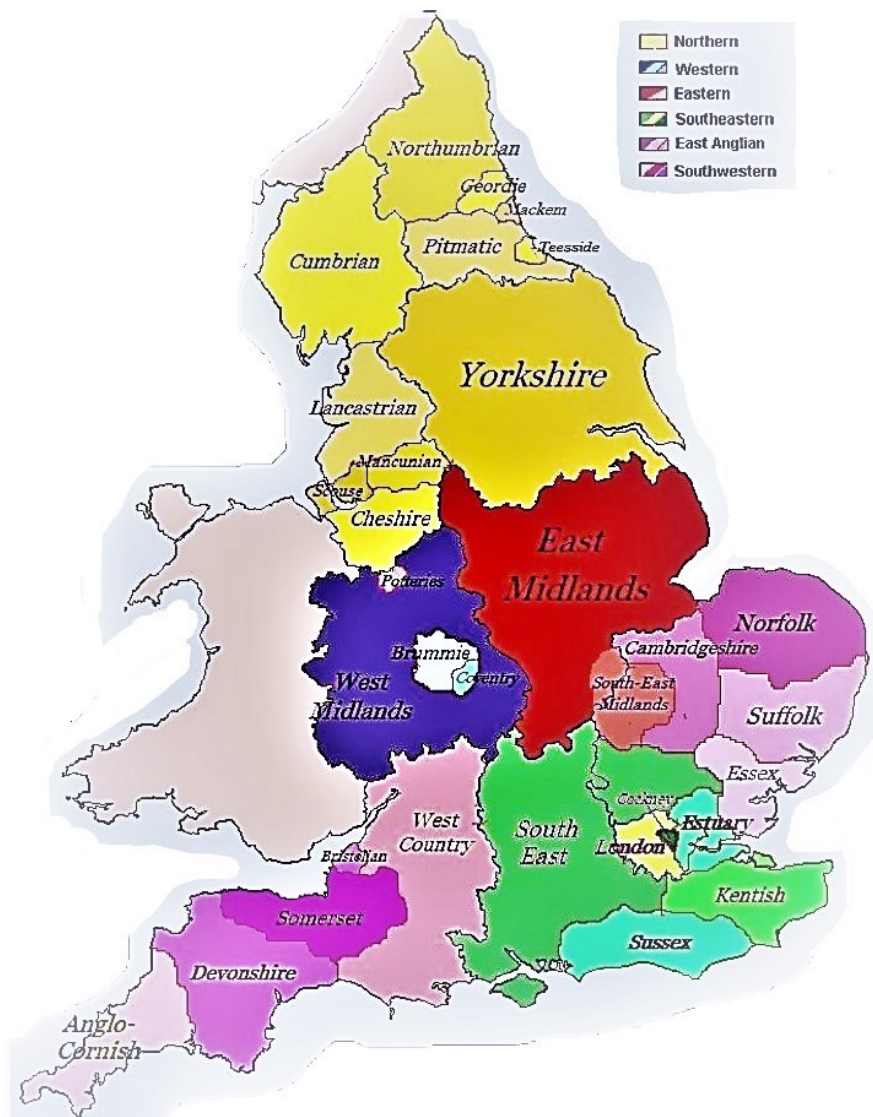 Northern
Western
Eastern
Southeastern
East Anglian
Southwestern
Northumbrian
Geordie
Mackem
Pitmatic
Teesside
Cumbrian
Yorkshire
Lancastrian
Mancunian
Scouse
Cheshire
East
Midlands
Potteries
Norfolk
Cambridgeshire
Brummie
Coventry
West
Midlands
South-East
Midlands
Suffolk
Essex
Cockney
Estuary
West
Country
South
East
London
Bristolian
Kentish
Somerset
Sussex
Devonshire
Anglo-
Cornish